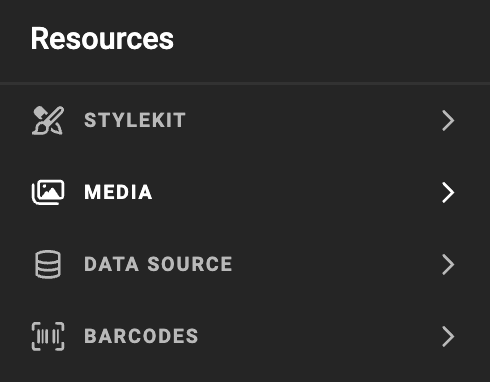 Resources
STYLEKIT
MEDIA
DATA SOURCE
BARCODES